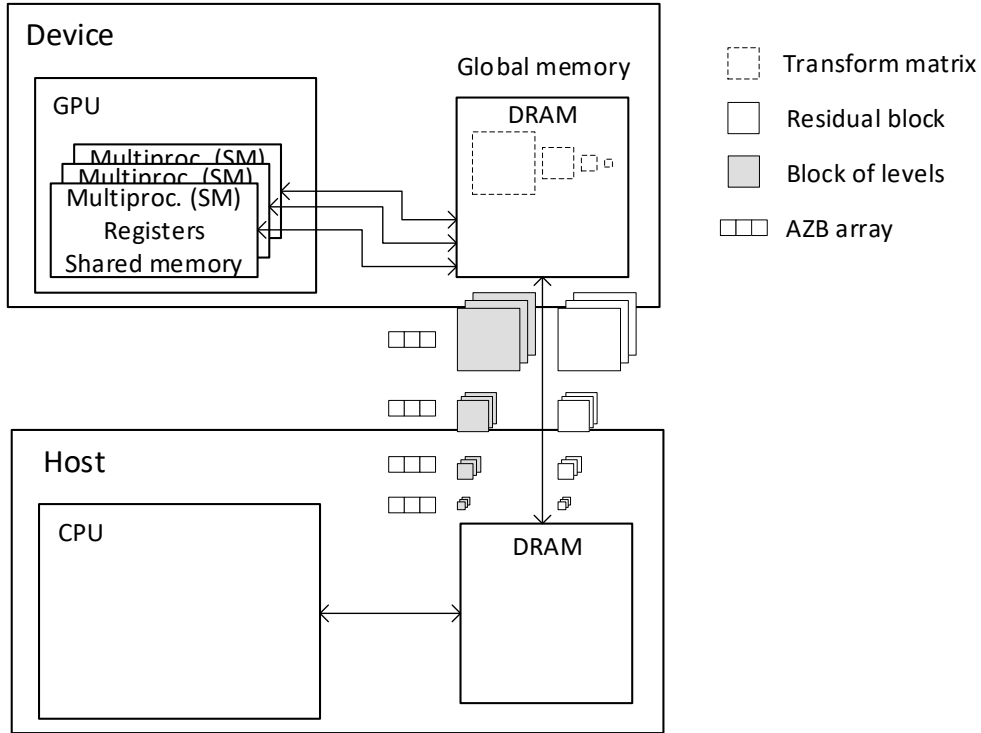 Device
Global memory
GPU
DRAM
Multiproc. (SM)
Multiproc. (SM)
Multiproc. (SM)
Registers
Shared memory
Transform matrix
Residual block
Block of levels
AZB array
Host
CPU
DRAM